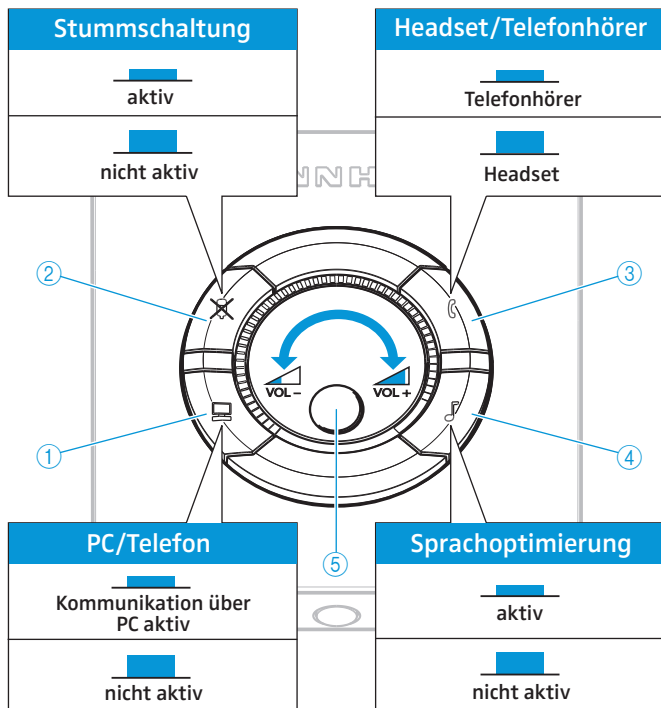 Stummschaltung
aktiv
nicht aktiv
Headset/Telefonhörer
Telefonhörer
Headset
NNH
②
③
VOL –
VOL +
①
④
⑤
PC/Telefon
Kommunikation über
PC aktiv
nicht aktiv
Sprachoptimierung
aktiv
nicht aktiv